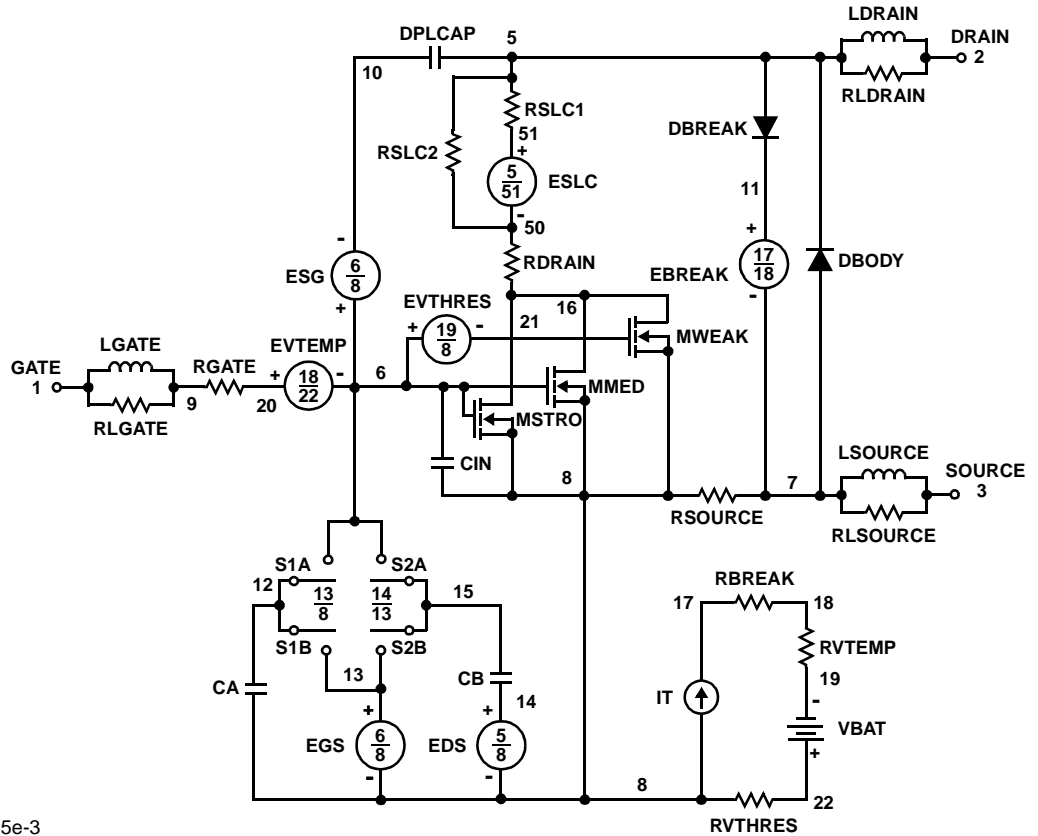 LDRAIN
DPLCAP 5 DRAIN
10 2
RLDRAIN
RSLC1
51
DBREAK
RSLC2
+
5
51
ESLC
11
-
50
-
+
17
18
RDRAIN
6
8
ESG
EBREAK
DBODY
-
+
EVTHRES
16
21
+
19
8
-
MWEAK
LGATE
EVTEMP
GATE
1
RGATE
+
18
22
-
6
MMED
9
20
MSTRO
RLGATE
CIN
8
LSOURCE
7
SOURCE
3
RSOURCE
RLSOURCE
S1A
S2A
12
13
8
14
13
15
RBREAK
17
18
S1B
S2B
RVTEMP
13
CA
CB
19
14
IT
-
+
+
VBAT
EGS
6
8
EDS
5
8
+
-
-
8
22
RVTHRES
5e-3